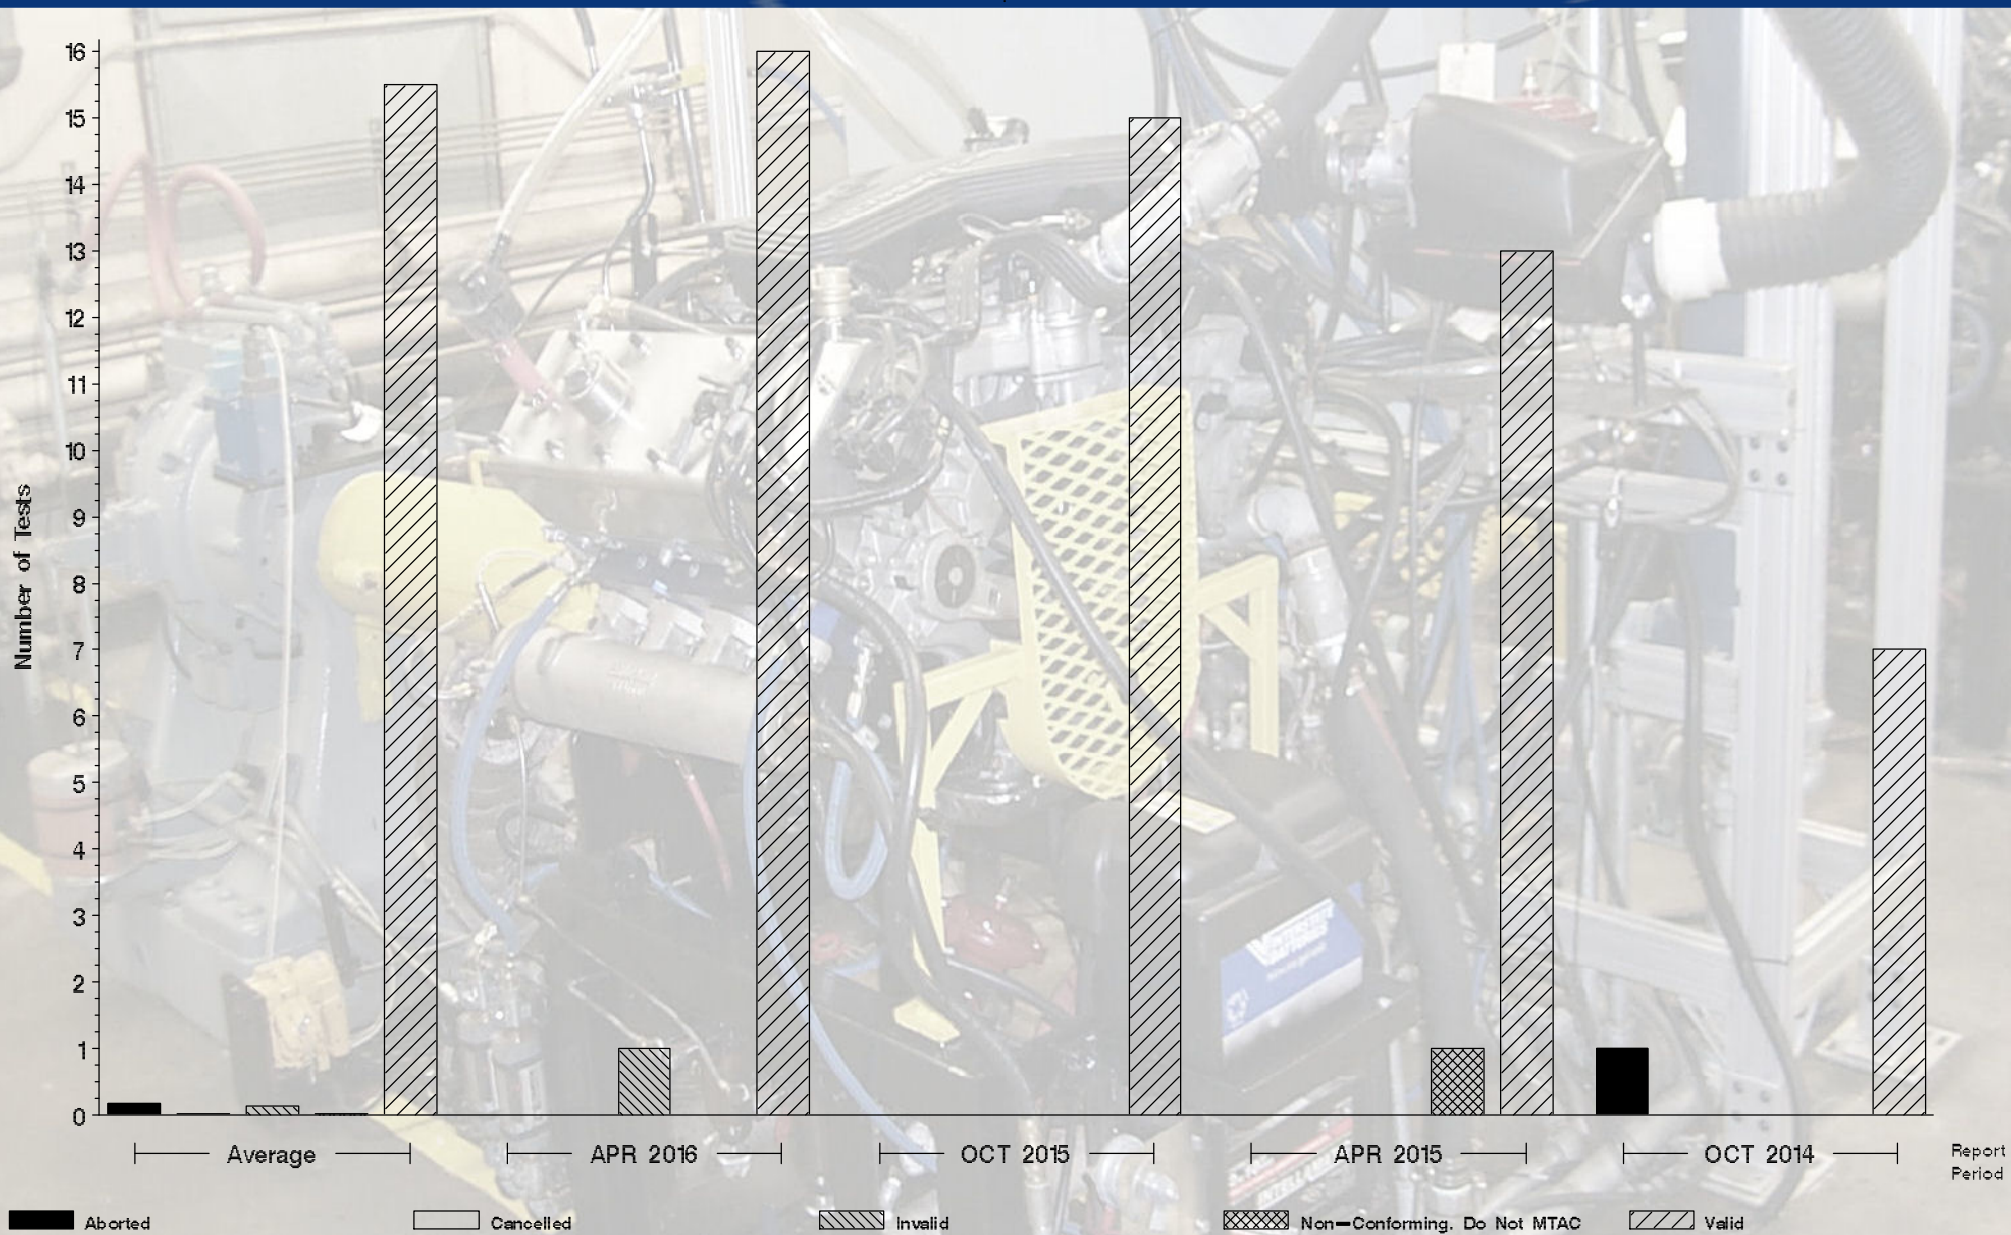 16
15
14
13
12
11
10
9
8
7
6
5
4
3
2
1
0
Number of Tests
Average
APR 2016
OCT 2015
APR 2015
OCT 2014
Report
Period
Aborted
Cancelled
Invalid
Non-Conforming. Do Not MTAC
Valid
INTERSTATE
BATTERIES